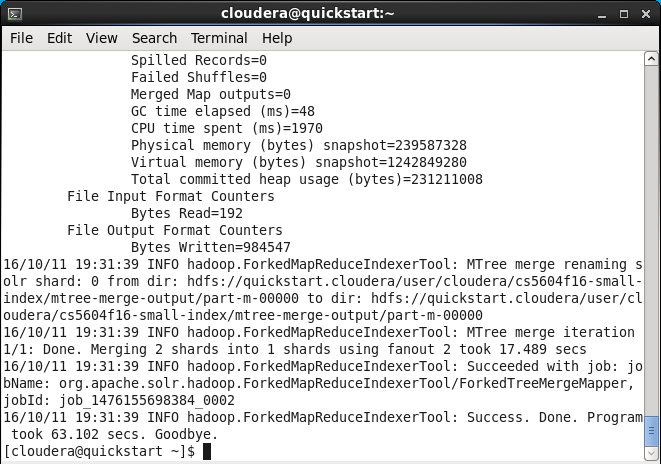 cloudera@quickstart:~
File Edit View Search Terminal Help
Spilled Records=0
Failed Shuffles=0
Merged Map outputs=0
GC time elapsed (ms)=48
CPU time spent (ms)=1970
Physical memory (bytes) snapshot=239587328
Virtual memory (bytes) snapshot=1242849280
Total committed heap usage (bytes)=231211008
File Input Format Counters
Bytes Read=192
File Output Format Counters
Bytes Written=984547
16/10/11 19:31:39 INFO hadoop.ForkedMapReduceIndexerTool: MTree merge renaming s
olr shard: 0 from dir: hdfs://quickstart.cloudera/user/cloudera/cs5604f16-small-
index/mtree-merge-output/part-m-00000 to dir: hdfs://quickstart.cloudera/user/cl
oudera/cs5604f16-small-index/mtree-merge-output/part-m-00000
16/10/11 19:31:39 INFO hadoop.ForkedMapReduceIndexerTool: MTree merge iteration
1/1: Done. Merging 2 shards into 1 shards using fanout 2 took 17.489 secs
16/10/11 19:31:39 INFO hadoop.ForkedMapReduceIndexerTool: Succeeded with job: jo
bName: org.apache.solr.hadoop.ForkedMapReduceIndexerTool/ForkedTreeMergeMapper,
jobId: job_1476155698384_0002
16/10/11 19:31:39 INFO hadoop.ForkedMapReduceIndexerTool: Success. Done. Program
 took 63.102 secs. Goodbye.
[cloudera@quickstart ~]$